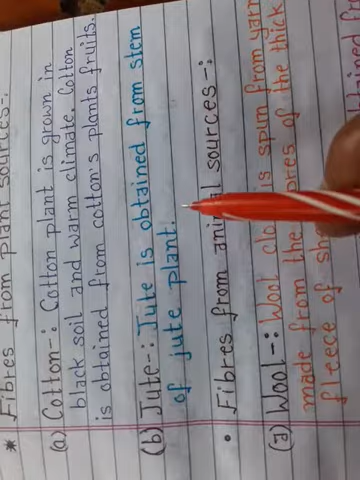 * Fibres from plant sources-:
(a) Cotton-: Cotton plant is grown in
black soil and warm climate. Cotton
is obtained from cotton's plants fruits.
(b) Jute-: Jute is obtained from stem
of jute plant.
• Fibres from animal sources-:
(a) Wool-: Wool is spun from yarn
made from the of the thick
fleece of